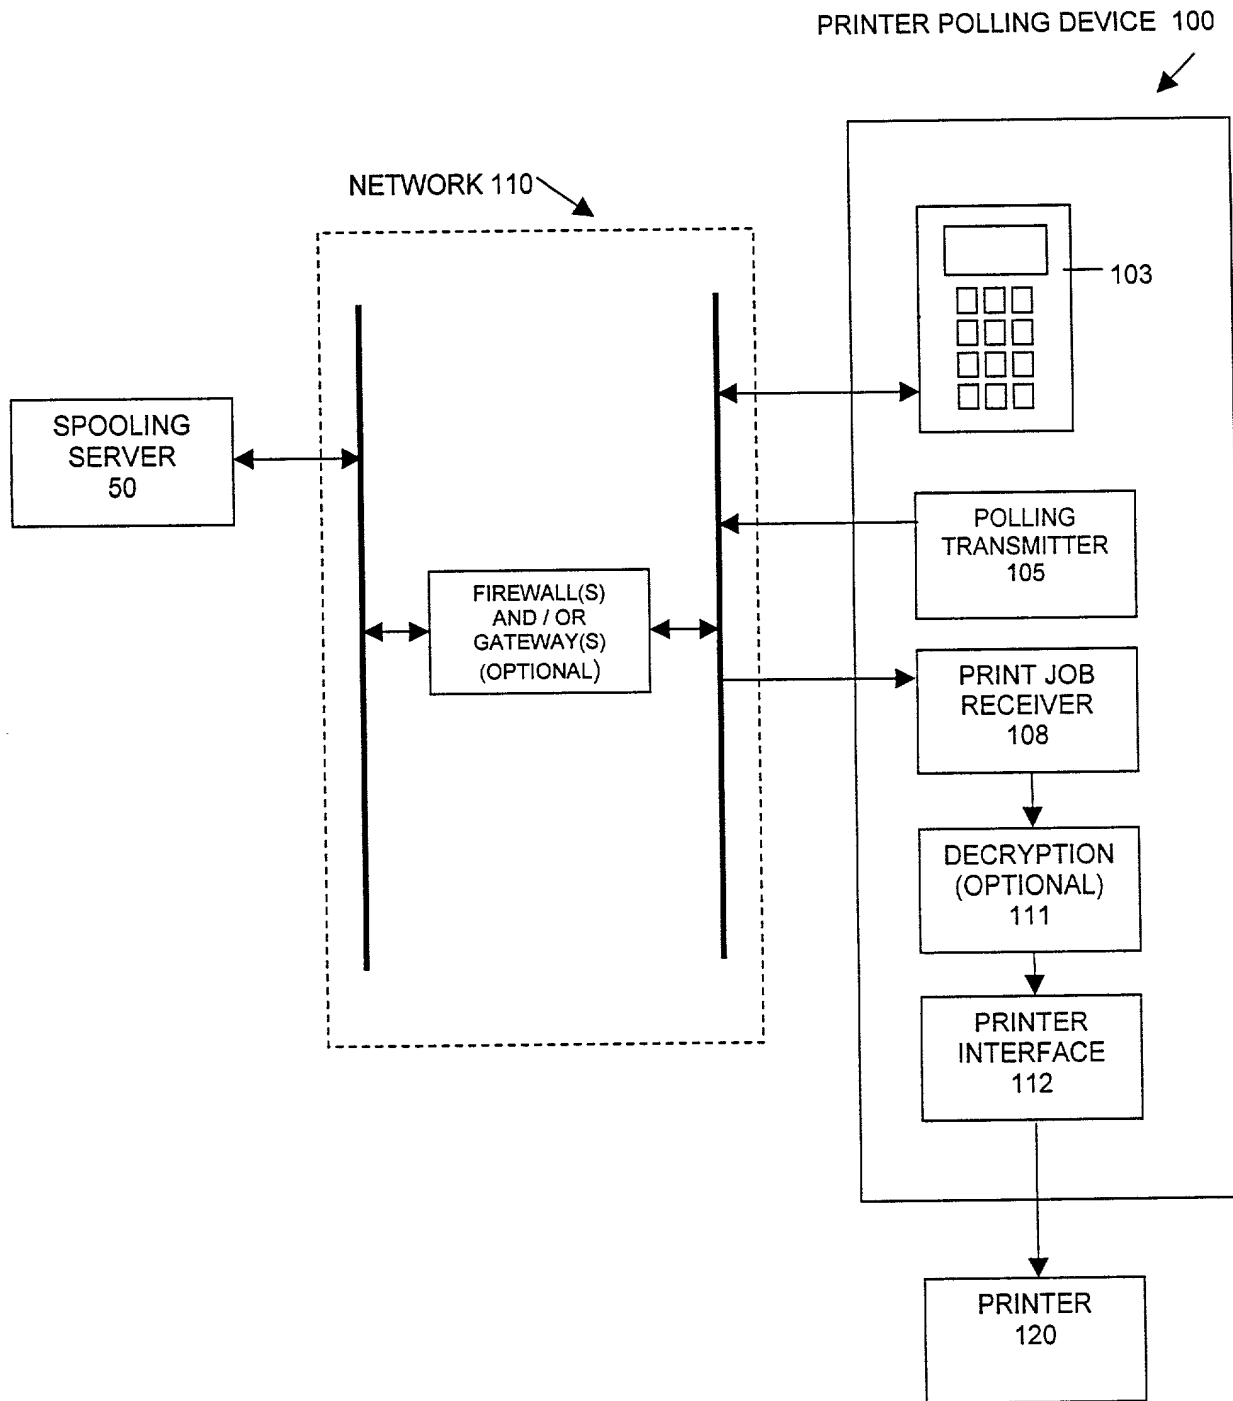 PRINTER POLLING DEVICE 100
NETWORK 110
103
SPOOLING
SERVER
50
POLLING
TRANSMITTER
105
FIREWALL(S)
AND / OR
GATEWAY(S)
(OPTIONAL)
PRINT JOB
RECEIVER
108
DECRYPTION
(OPTIONAL)
111
PRINTER
INTERFACE
112
PRINTER
120